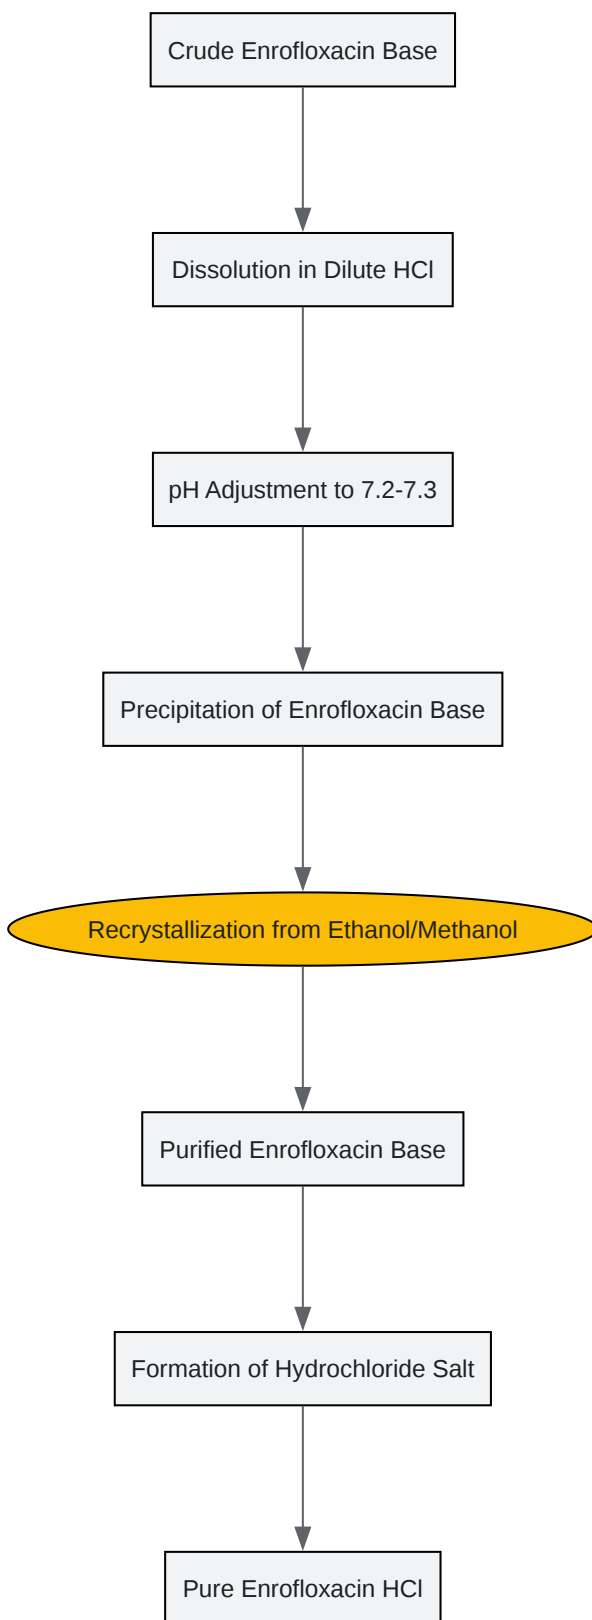 Crude Enrofloxacin Base
Dissolution in Dilute HCl
pH Adjustment to 7.2-7.3
Precipitation of Enrofloxacin Base
Recrystallization from Ethanol/Methanol
Purified Enrofloxacin Base
Formation of Hydrochloride Salt
Pure Enrofloxacin HCl